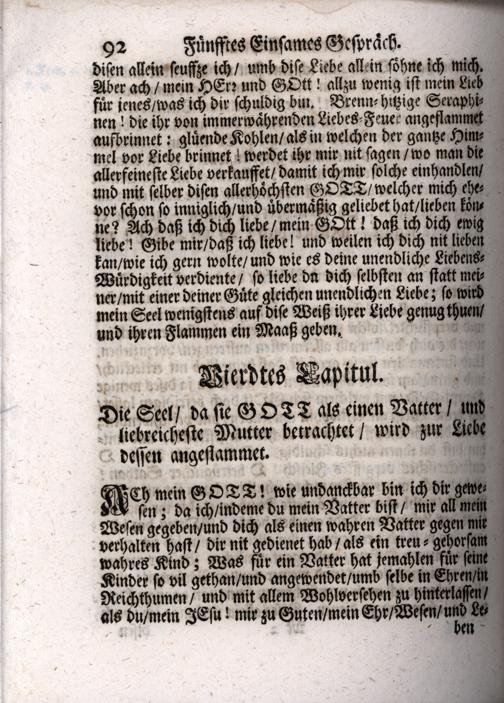 92 Fünfftes Einsames Gespräch.
disen allein seuffze ich/ umb dise Liebe allein söhne ich mich.
Aber ach/mein HErr und GOtt! allzu wenig ist mein Lieb
für jenes/was ich dir schuldig bin. Brenn-hitzige Seraphi-
nen! die ihr von immerwährenden Liebes-Feuer angeflammet
aufbrinnet: glüende Kohlen/als in welchen der gantze Him-
mel vor Liebe brinnet! werdet ihr mir nit sagen/wo man die
allerfeineste Liebe verkauffet/damit ich mir solche einhandlen/
und mit selber disen allerhöchsten GOTT/welcher mich ehe-
vor schon so inniglich/und übermäßig geliebet hat/lieben kön-
ne? Ach daß ich dich liebe/mein GOtt! daß ich dich ewig
liebe! Gibe mir/daß ich liebe! und weilen ich dich nit lieben
kan/wie ich gern wolte/und wie es deine unendliche Liebens-
Würdigkeit verdiente/ so liebe du dich selbsten an statt mei-
ner/mit einer deiner Güte gleichen unendlichen Liebe; so wird
mein Seel wenigstens auf dise Weiß ihrer Liebe genug thuen/
und ihren Flammen ein Maaß geben.
Vierdtes Capitul.
Die Seel/ da sie GOTT als einen Vatter/ und
liebreicheste Mutter betrachtet/ wird zur Liebe
dessen angeflammet.
ACh mein GOTT! wie undanckbar bin ich dir gewe-
sen; da ich/indeme du mein Vatter bist/ mir all mein
Wesen gegeben/und dich als einen wahren Vatter gegen mir
verhalten hast/ dir nit gedienet hab/als ein treu-gehorsam
wahres Kind; Was für ein Vatter hat jemahlen für seine
Kinder so vil gethan/und angewendet/umb selbe in Ehren/in
Reichthumen/ und mit allem Wohlversehen zu hinterlassen/
als du/mein JEsu! mir zu Guten/mein Ehr/Wesen/und Le-
ben